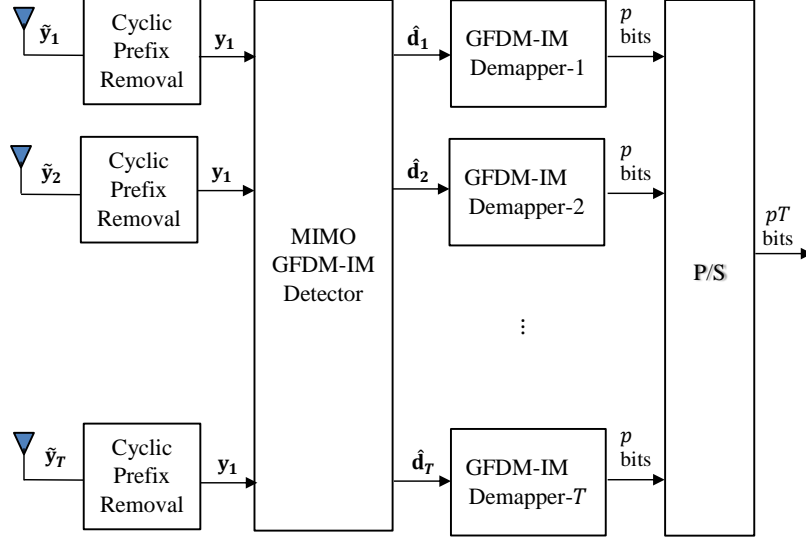 ỹ₁
Cyclic
Prefix
Removal
y₁
d̂₁
GFDM-IM
Demapper-1
p
bits
ỹ₂
Cyclic
Prefix
Removal
y₁
d̂₂
GFDM-IM
Demapper-2
p
bits
MIMO
GFDM-IM
Detector
⋮
P/S
pT
bits
ỹ_T
Cyclic
Prefix
Removal
y₁
d̂_T
GFDM-IM
Demapper-T
p
bits